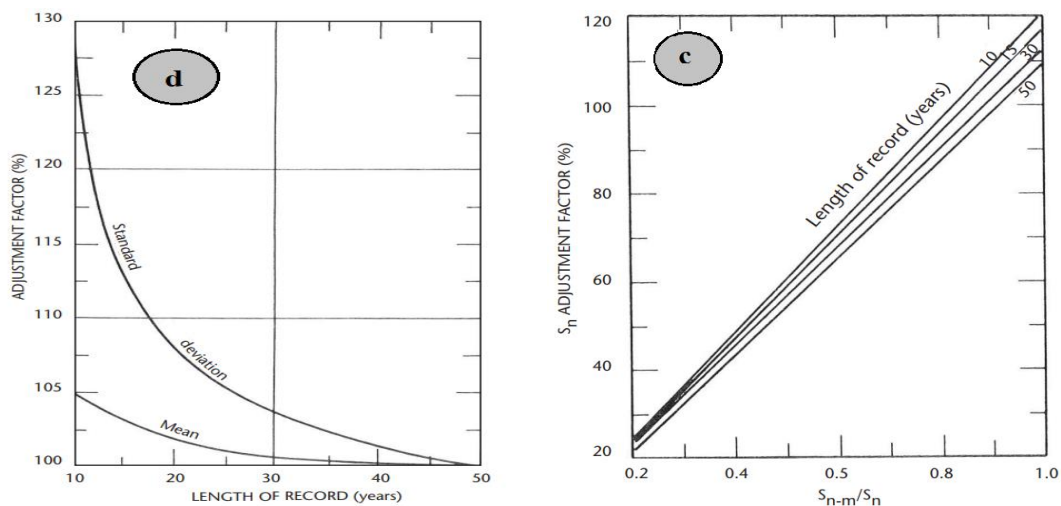 130
125
120
115
110
105
100
ADJUSTMENT FACTOR (%)
d
Standard
deviation
Mean
10
20
30
40
50
LENGTH OF RECORD (years)
120
100
80
60
40
20
Sn ADJUSTMENT FACTOR (%)
c
Length of record (years)
10
15
30
50
0.2
0.4
0.5
0.8
1.0
Sn-m/Sn